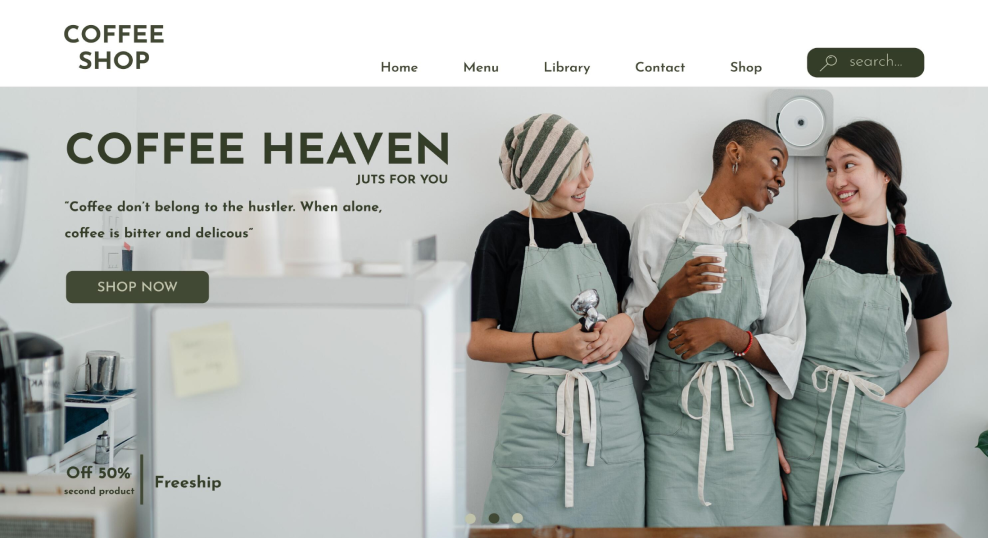 COFFEE
SHOP
Home Menu Library Contact Shop search...
COFFEE HEAVEN
JUTS FOR YOU
"Coffee don't belong to the hustler. When alone,
coffee is bitter and delicous"
SHOP NOW
Off 50%
second product
Freeship